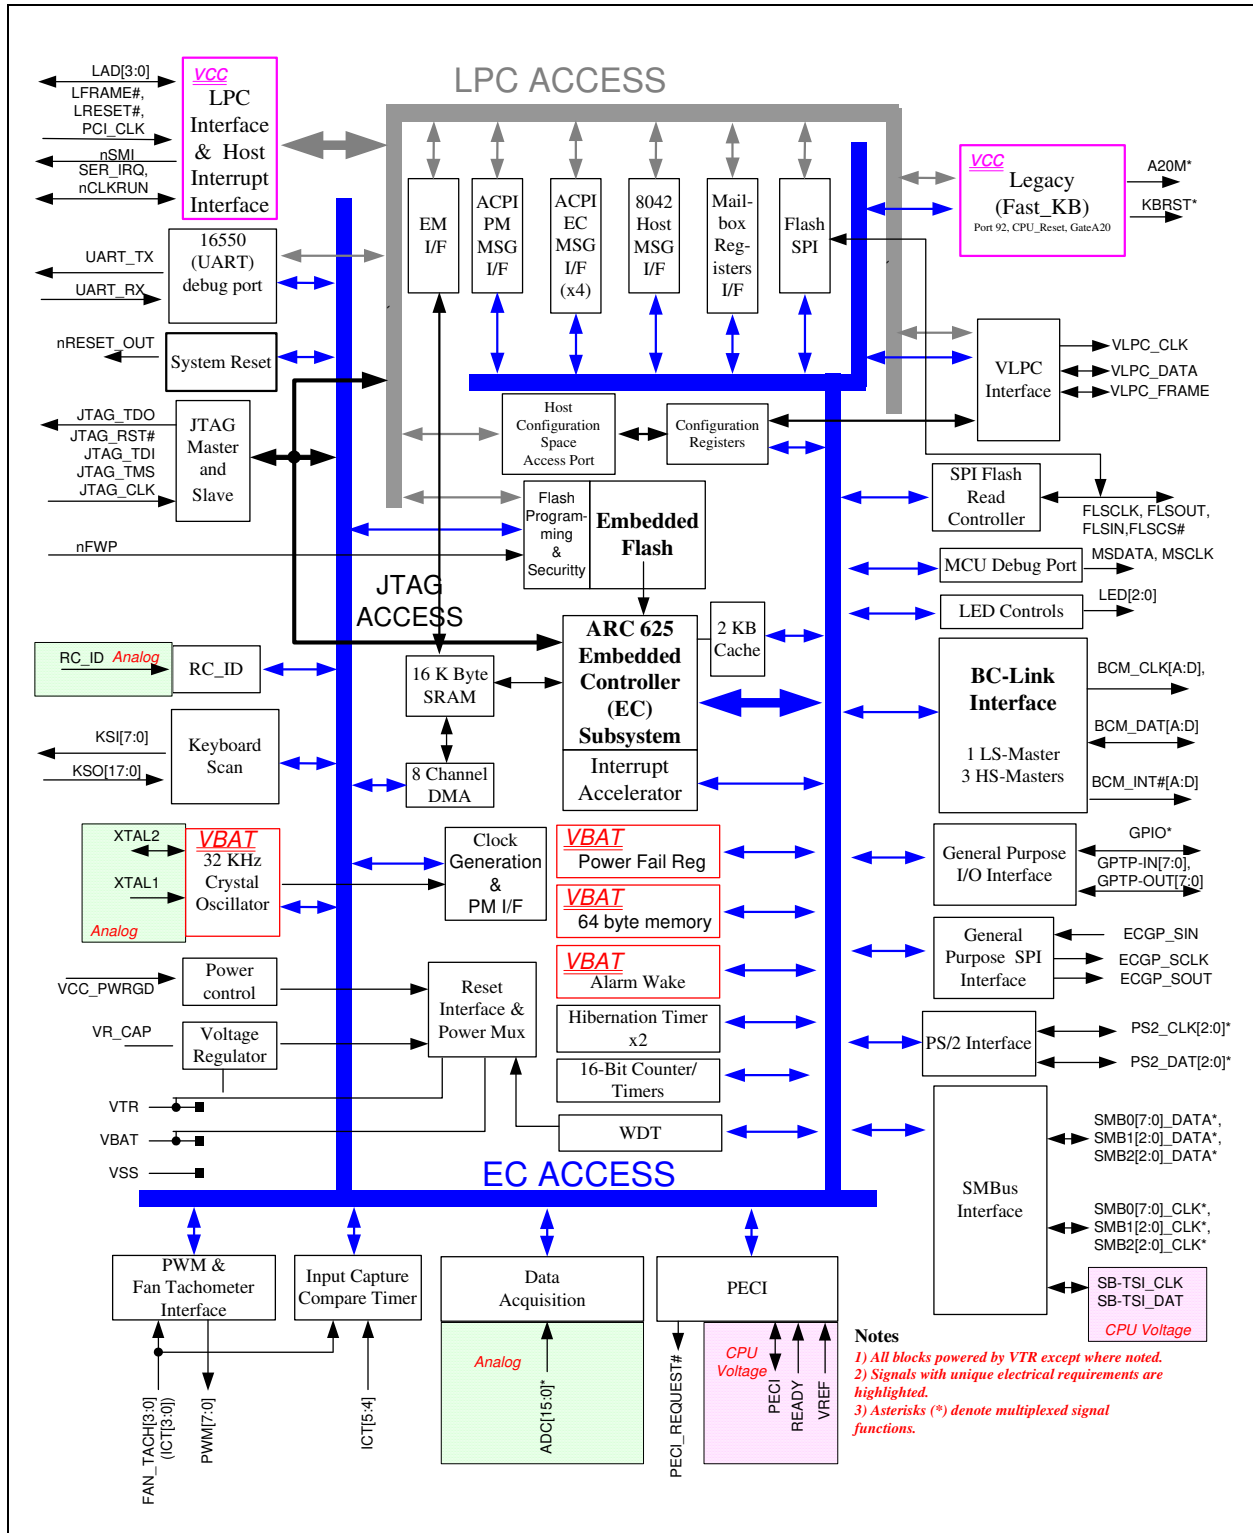 LPC ACCESS
LAD[3:0]
LFRAME#,
LRESET#,
PCI_CLK
nSMI
SER_IRQ,
nCLKRUN
VCC
LPC
Interface
& Host
Interrupt
Interface
UART_TX
UART_RX
16550
(UART)
debug port
nRESET_OUT
System Reset
JTAG_TDO
JTAG_RST#
JTAG_TDI
JTAG_TMS
JTAG_CLK
JTAG
Master
and
Slave
nFWP
EM
I/F
ACPI
PM
MSG
I/F
ACPI
EC
MSG
I/F
(x4)
8042
Host
MSG
I/F
Mail-
box
Reg-
isters
I/F
Flash
SPI
VCC
Legacy
(Fast_KB)
Port 92, CPU_Reset, GateA20
A20M*
KBRST*
VLPC
Interface
VLPC_CLK
VLPC_DATA
VLPC_FRAME
Host
Configuration
Space
Access Port
Configuration
Registers
SPI Flash
Read
Controller
FLSCLK, FLSOUT,
FLSIN,FLSCS#
Flash
Program-
ming
&
Securitty
Embedded
Flash
MCU Debug Port
MSDATA, MSCLK
LED Controls
LED[2:0]
JTAG
ACCESS
ARC 625
Embedded
Controller
(EC)
Subsystem
2 KB
Cache
Interrupt
Accelerator
16 K Byte
SRAM
8 Channel
DMA
RC_ID
Analog
RC_ID
KSI[7:0]
KSO[17:0]
Keyboard
Scan
BC-Link
Interface
1 LS-Master
3 HS-Masters
BCM_CLK[A:D],
BCM_DAT[A:D]
BCM_INT#[A:D]
XTAL2
XTAL1
Analog
VBAT
32 KHz
Crystal
Oscillator
Clock
Generation
&
PM I/F
VBAT
Power Fail Reg
VBAT
64 byte memory
VBAT
Alarm Wake
General Purpose
I/O Interface
GPIO*
GPTP-IN[7:0],
GPTP-OUT[7:0]
General
Purpose SPI
Interface
ECGP_SIN
ECGP_SCLK
ECGP_SOUT
VCC_PWRGD
Power
control
VR_CAP
Voltage
Regulator
Reset
Interface &
Power Mux
Hibernation Timer
x2
16-Bit Counter/
Timers
WDT
PS/2 Interface
PS2_CLK[2:0]*
PS2_DAT[2:0]*
VTR
VBAT
VSS
EC ACCESS
SMBus
Interface
SMB0[7:0]_DATA*,
SMB1[2:0]_DATA*,
SMB2[2:0]_DATA*
SMB0[7:0]_CLK*,
SMB1[2:0]_CLK*,
SMB2[2:0]_CLK*
SB-TSI_CLK
SB-TSI_DAT
CPU Voltage
PWM &
Fan Tachometer
Interface
Input Capture
Compare Timer
Data
Acquisition
PECI
FAN_TACH[3:0]
(ICT[3:0])
PWM[7:0]
ICT[5:4]
Analog
ADC[15:0]*
PECI_REQUEST#
CPU
Voltage
PECI
READY
VREF
Notes
1) All blocks powered by VTR except where noted.
2) Signals with unique electrical requirements are
highlighted.
3) Asterisks (*) denote multiplexed signal
functions.